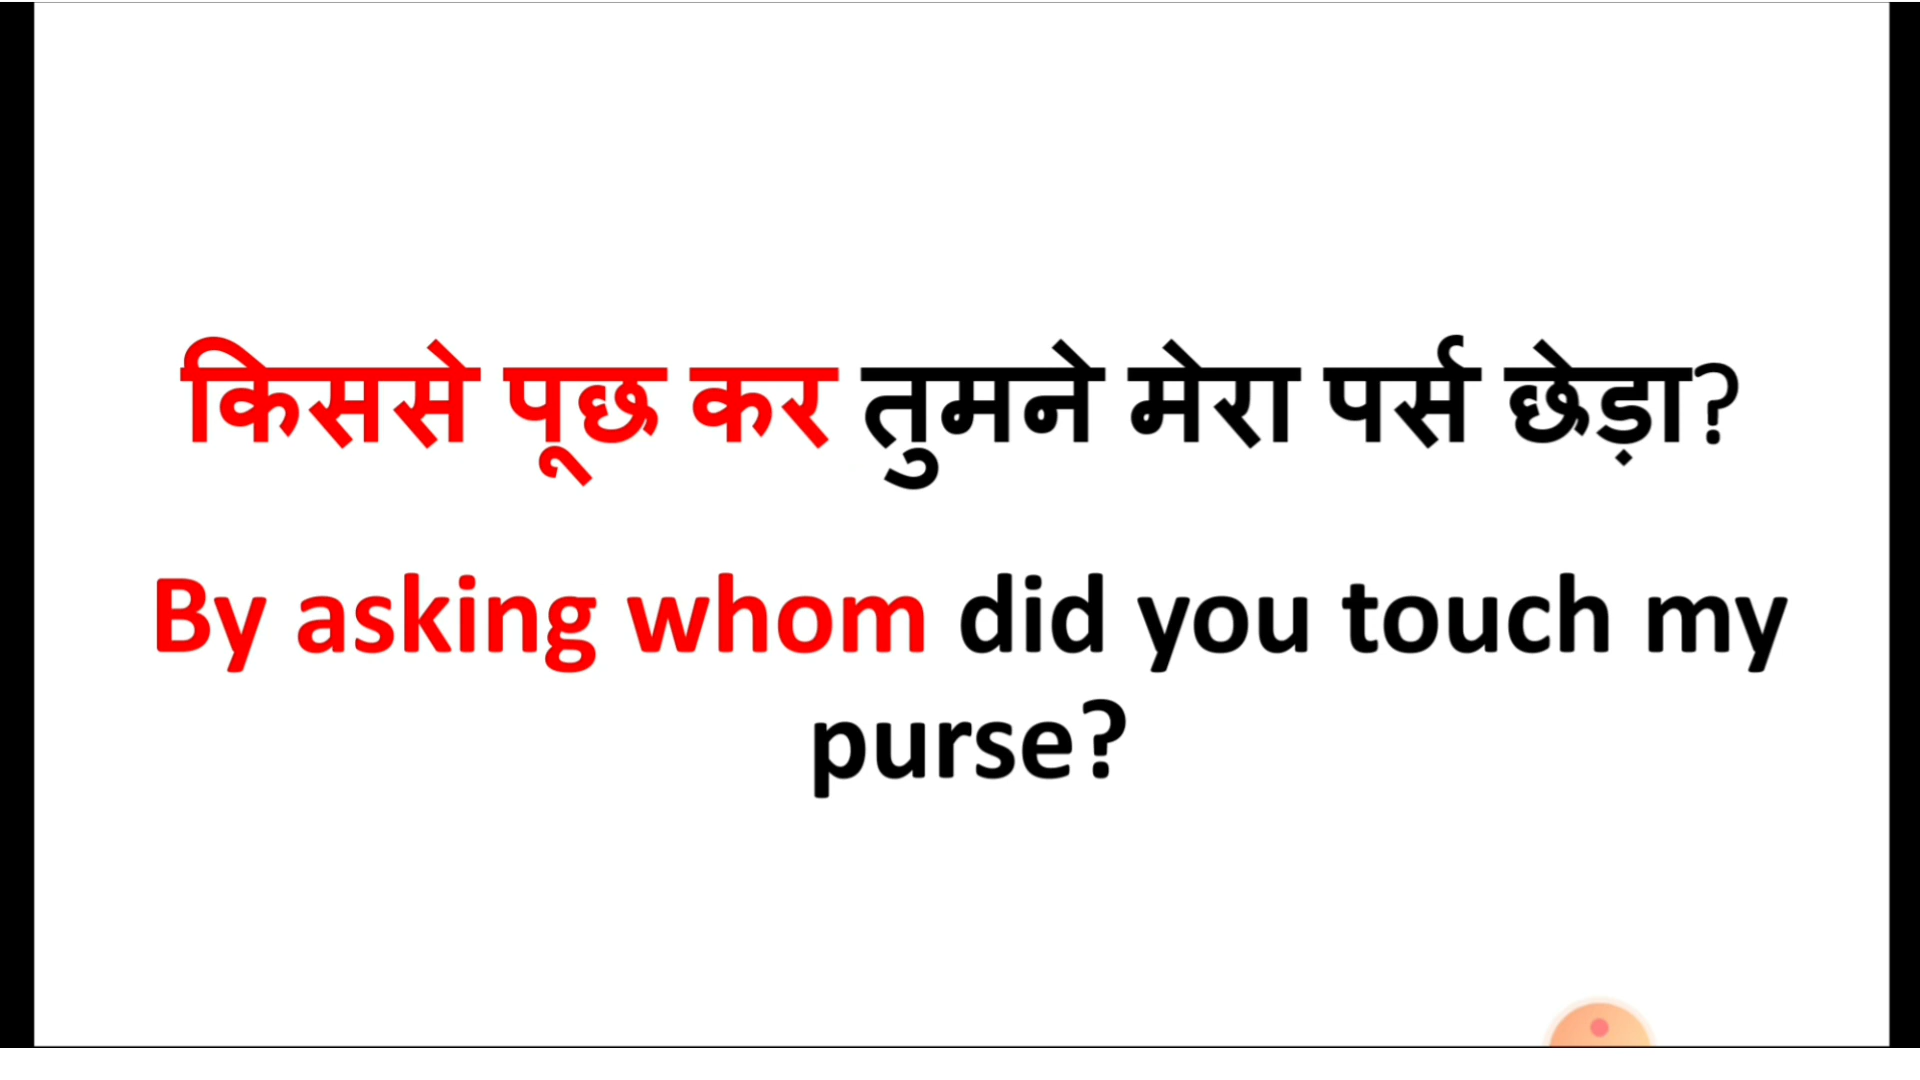 किससे पूछ कर तुमने मेरा पर्स छेड़ा?
By asking whom did you touch my
purse?